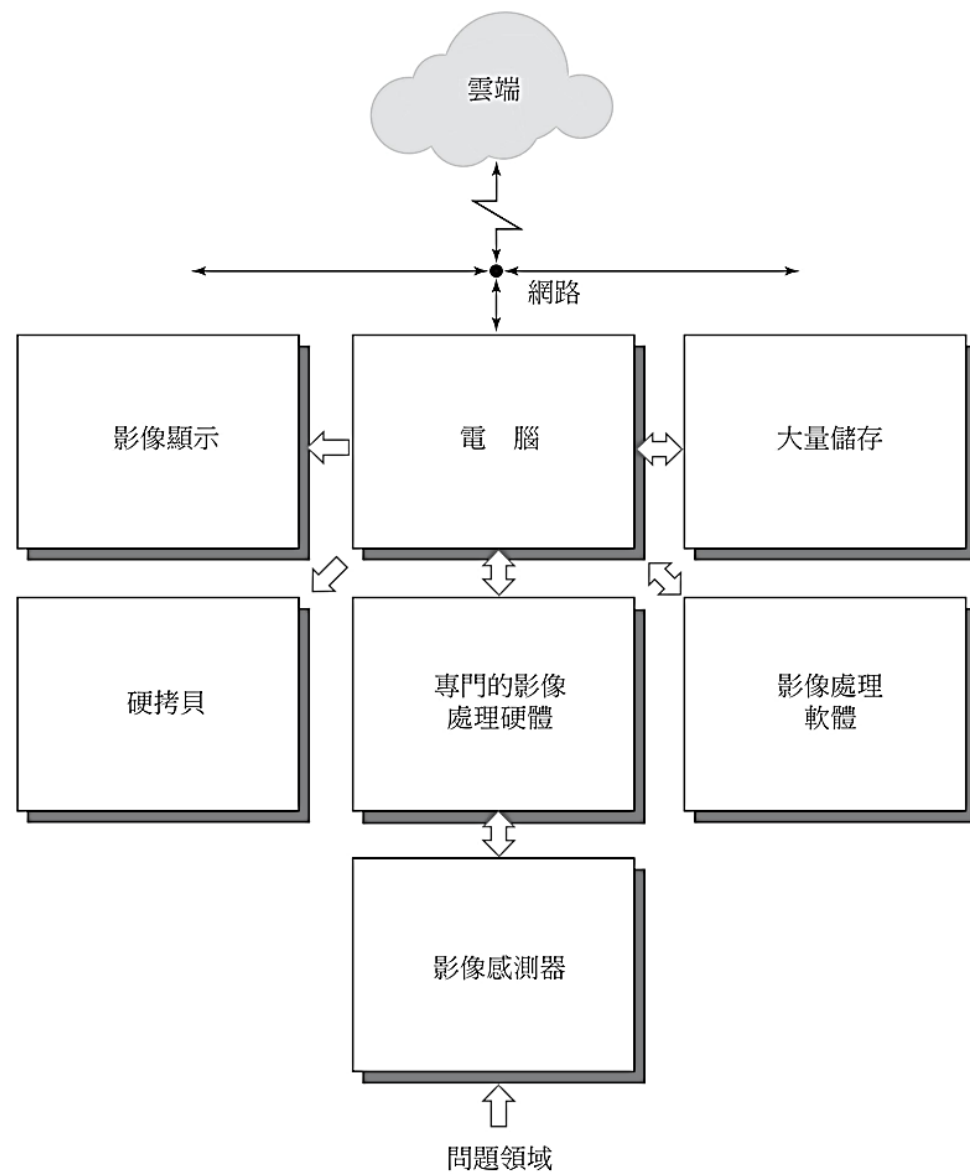 雲端
網路
影像顯示
電 腦
大量儲存
硬拷貝
專門的影像
處理硬體
影像處理
軟體
影像感測器
問題領域